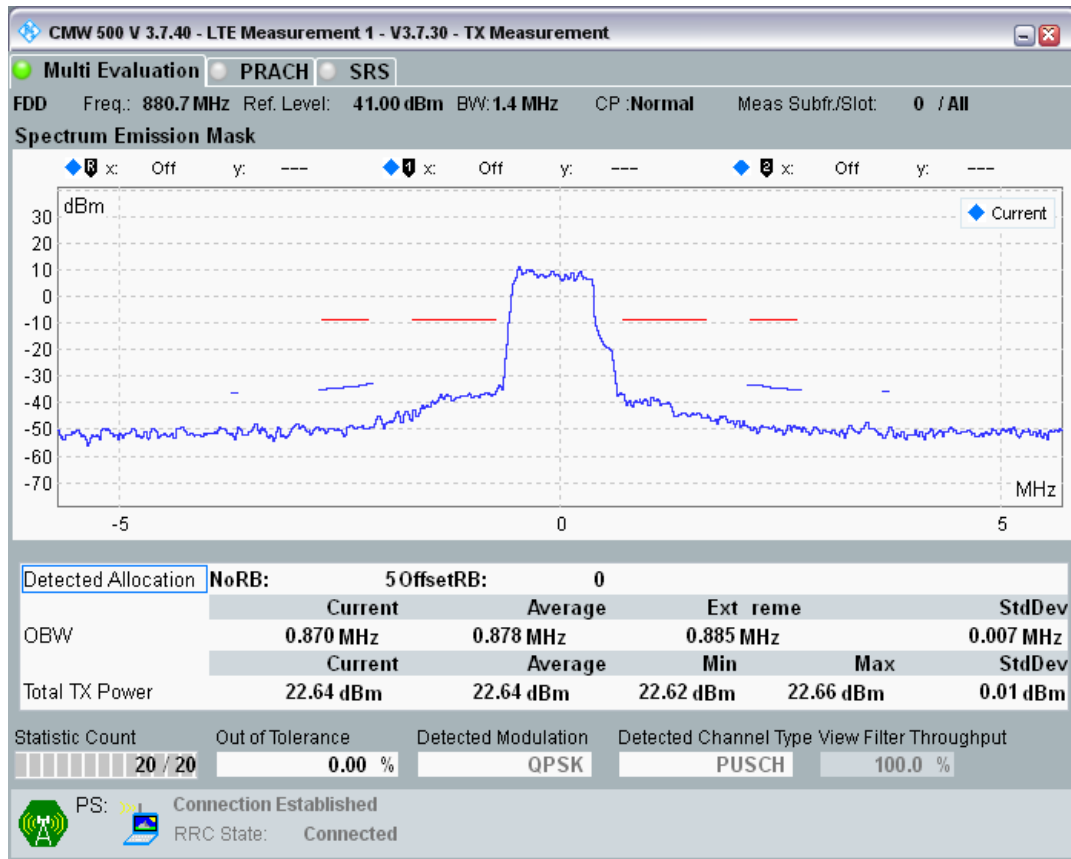 CMW 500 V 3.7.40 - LTE Measurement 1 - V3.7.30 - TX Measurement
Multi Evaluation PRACH SRS
FDD Freq.: 880.7 MHz Ref. Level: 41.00 dBm BW: 1.4 MHz CP :Normal Meas Subfr./Slot: 0 / All
Spectrum Emission Mask
R x: Off y: --- 1 x: Off y: --- 2 x: Off y: ---
dBm
Current
30
20
10
0
-10
-20
-30
-40
-50
-60
-70
MHz
-5 0 5
Detected Allocation NoRB: 5 OffsetRB: 0
Current Average Ext reme StdDev
OBW 0.870 MHz 0.878 MHz 0.885 MHz 0.007 MHz
Current Average Min Max StdDev
Total TX Power 22.64 dBm 22.64 dBm 22.62 dBm 22.66 dBm 0.01 dBm
Statistic Count Out of Tolerance Detected Modulation Detected Channel Type View Filter Throughput
20 / 20 0.00 % QPSK PUSCH 100.0 %
PS: Connection Established
RRC State: Connected